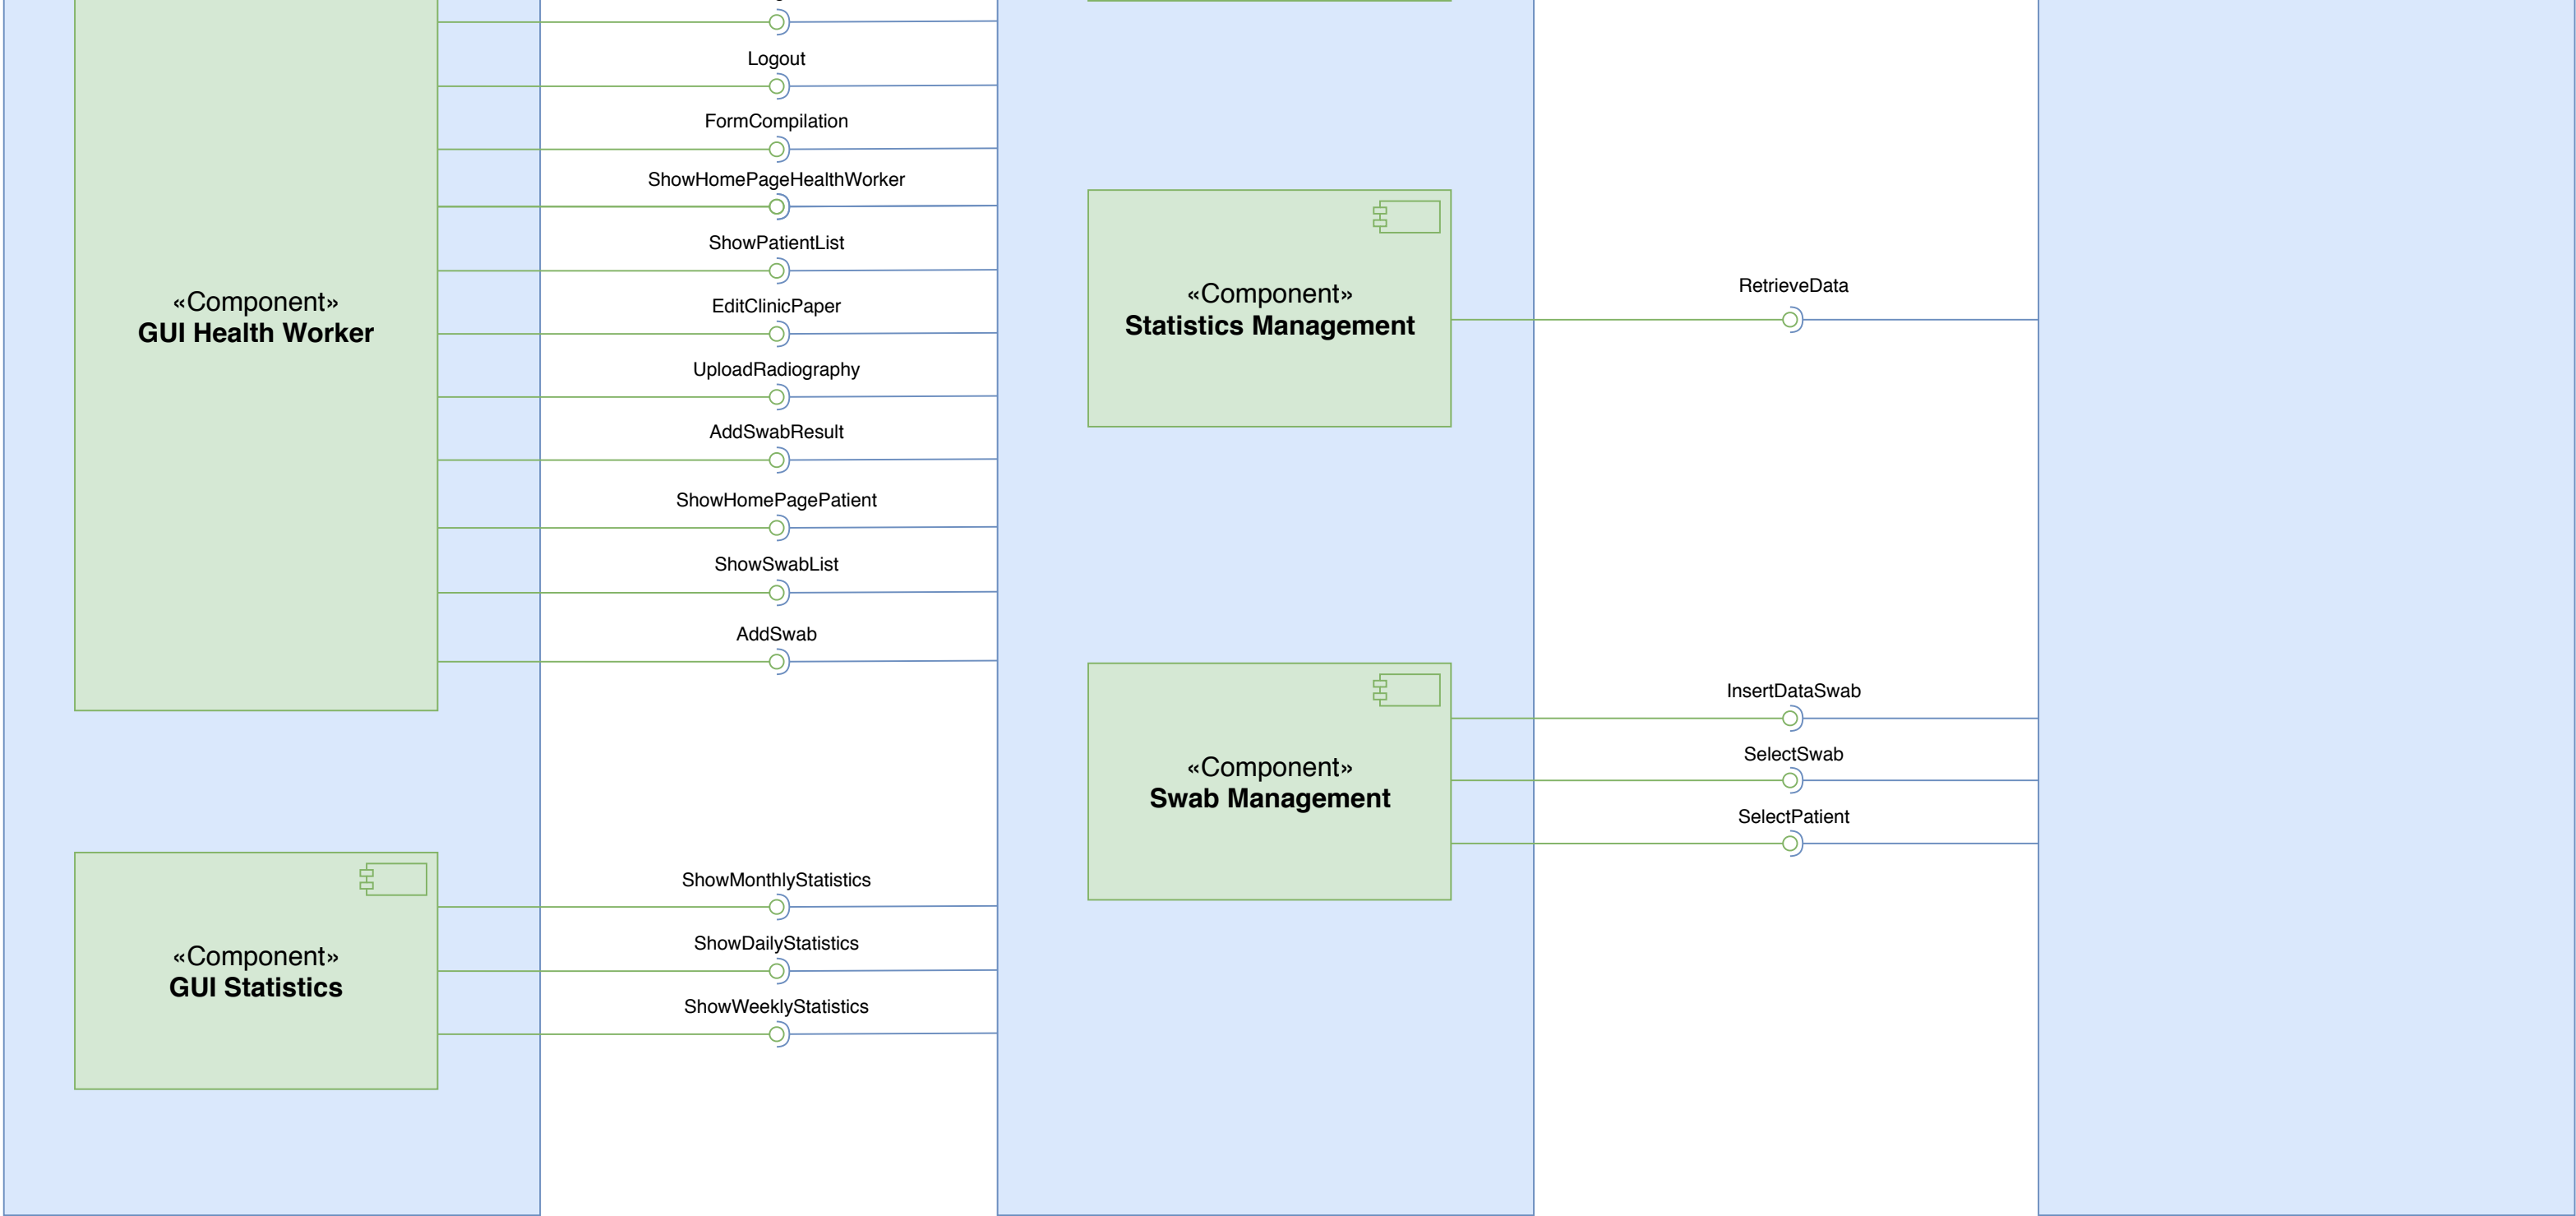 Logout
FormCompilation
ShowHomePageHealthWorker
ShowPatientList
EditClinicPaper
UploadRadiography
AddSwabResult
ShowHomePagePatient
ShowSwabList
AddSwab
«Component»
GUI Health Worker
ShowMonthlyStatistics
ShowDailyStatistics
ShowWeeklyStatistics
«Component»
GUI Statistics
«Component»
Statistics Management
RetrieveData
«Component»
Swab Management
InsertDataSwab
SelectSwab
SelectPatient